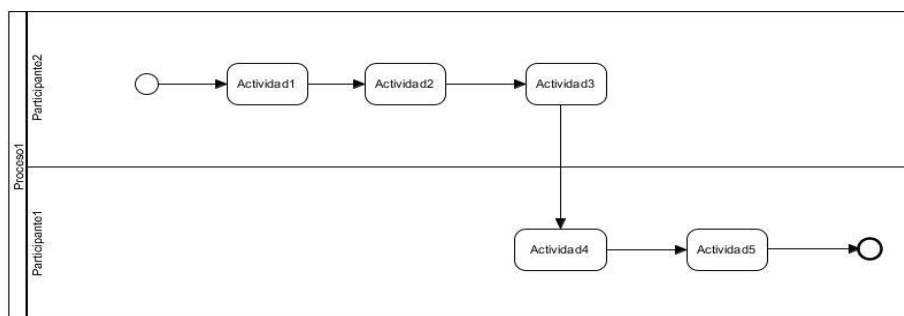 Proceso1
Participante2
Actividad1
Actividad2
Actividad3
Participante1
Actividad4
Actividad5